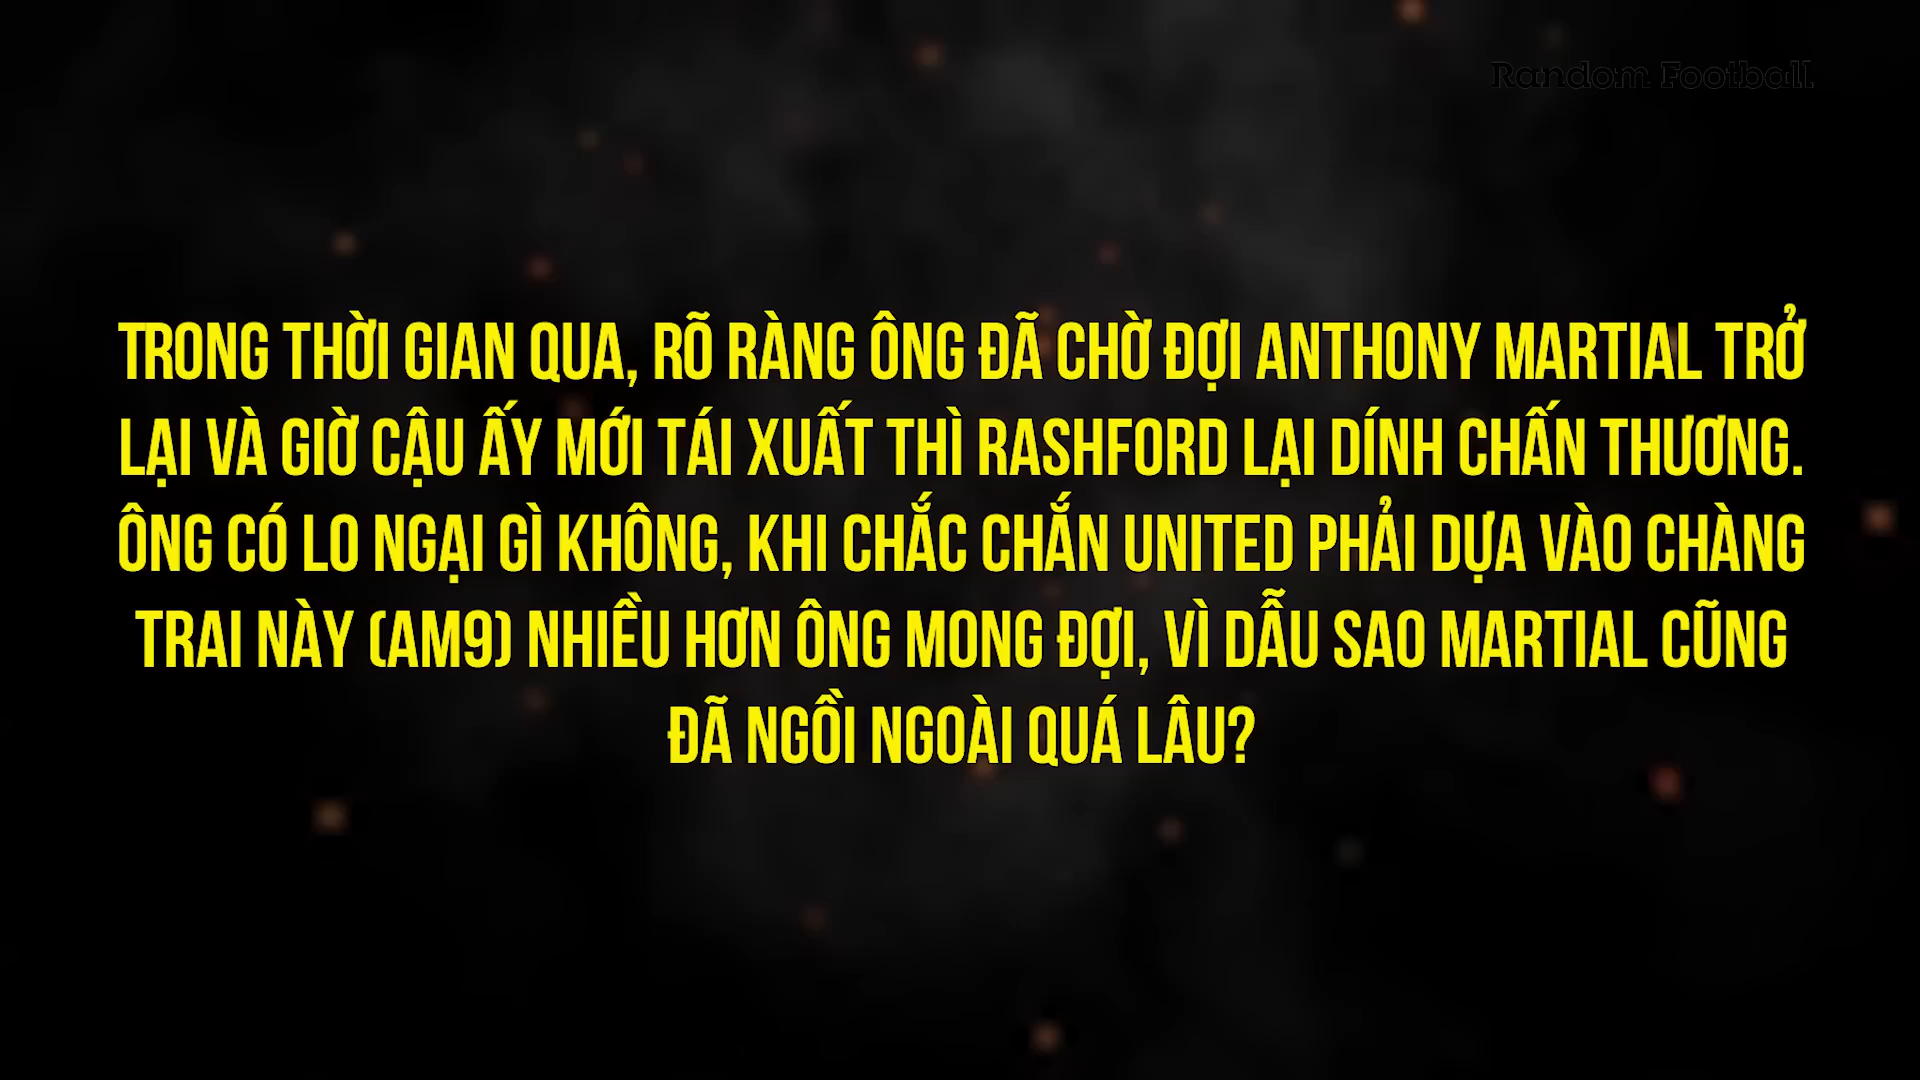 Random Football
TRONG THỜI GIAN QUA, RÕ RÀNG ÔNG ĐÃ CHỜ ĐỢI ANTHONY MARTIAL TRỞ
LẠI VÀ GIỜ CẬU ẤY MỚI TÁI XUẤT THÌ RASHFORD LẠI DÍNH CHẤN THƯƠNG.
ÔNG CÓ LO NGẠI GÌ KHÔNG, KHI CHẮC CHẮN UNITED PHẢI DỰA VÀO CHÀNG
TRAI NÀY (AM9) NHIỀU HƠN ÔNG MONG ĐỢI, VÌ DẪU SAO MARTIAL CŨNG
ĐÃ NGỒI NGOÀI QUÁ LÂU?